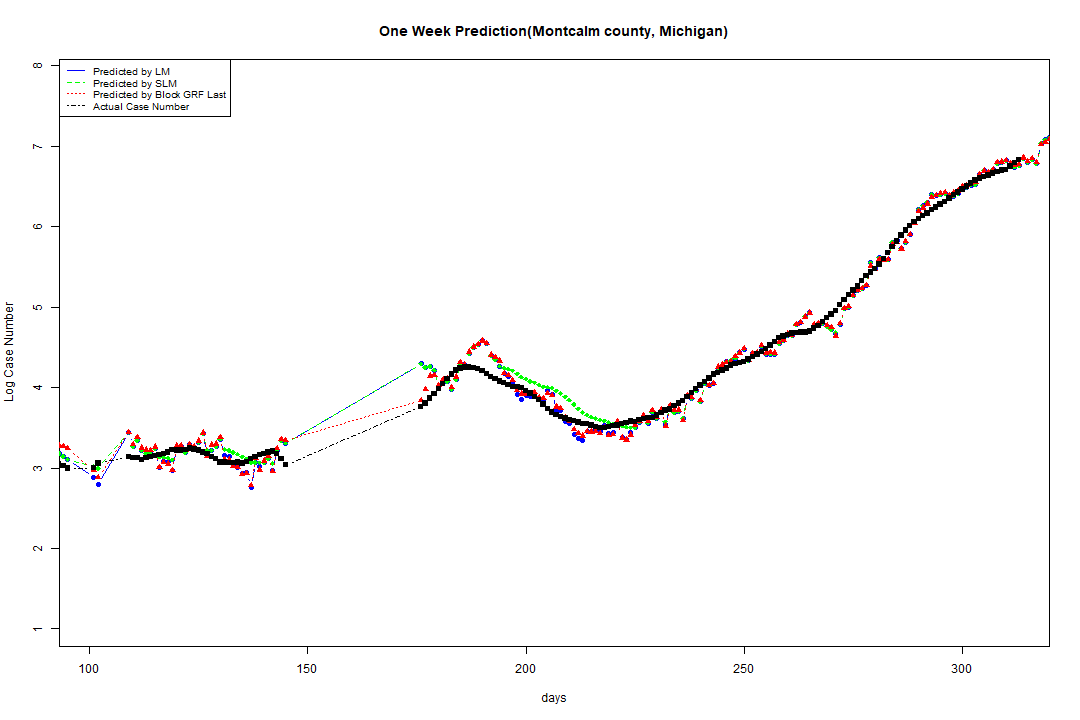 One Week Prediction(Montcalm county, Michigan)
Predicted by LM
Predicted by SLM
Predicted by Block GRF Last
Actual Case Number
8
7
6
5
4
3
2
1
Log Case Number
100 150 200 250 300
days